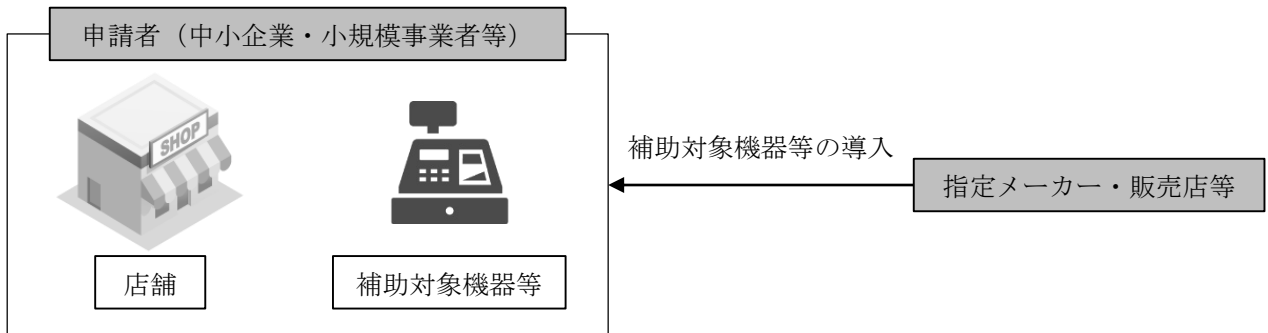 申請者（中小企業・小規模事業者等）
SHOP
補助対象機器等の導入
指定メーカー・販売店等
店舗
補助対象機器等